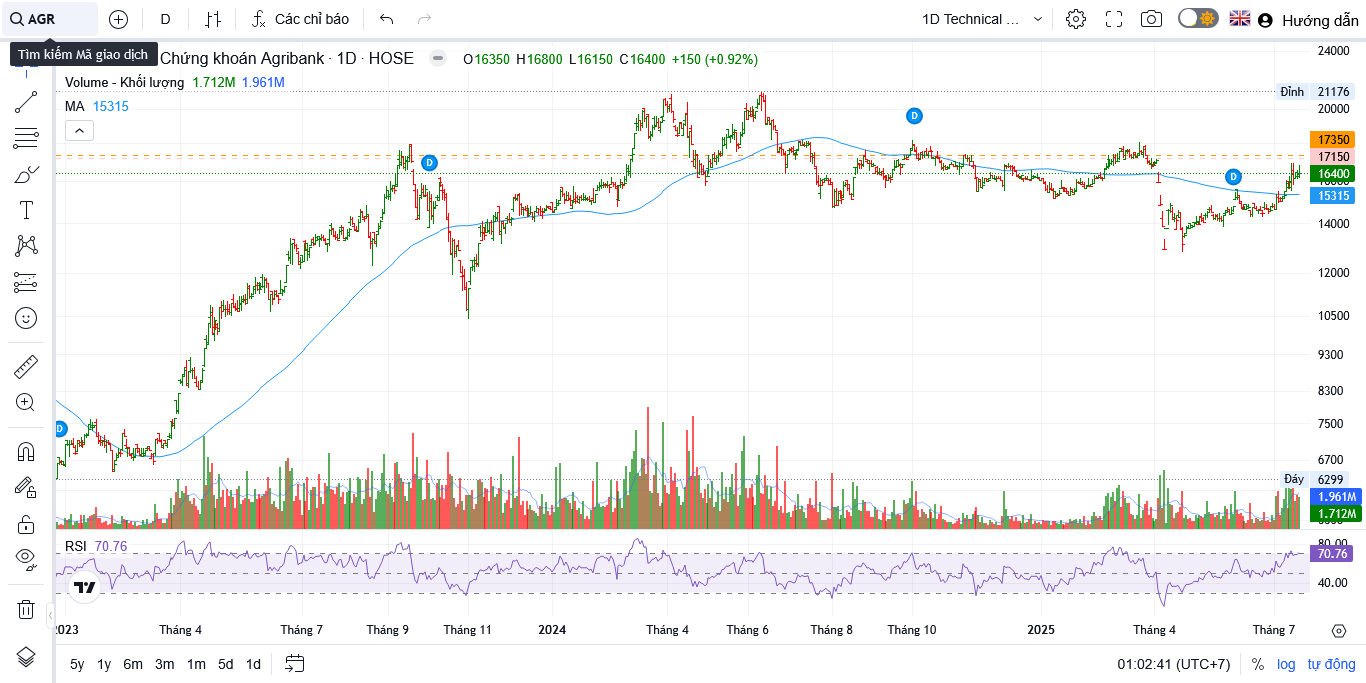 AGR D Các chỉ báo 1D Technical ... Hướng dẫn
Tìm kiếm Mã giao dịch
Chứng khoán Agribank · 1D · HOSE O16350 H16800 L16150 C16400 +150 (+0.92%)
Volume - Khối lượng 1.712M 1.961M
MA 15315
24000
Đỉnh 21176
20000
17350
17150
16400
16000
15315
14000
12000
10500
9300
8300
7500
6700
Đáy 6299
1.961M
1.712M
D
D
D
D
RSI 70.76
80.00
70.76
40.00
2023 Tháng 4 Tháng 7 Tháng 9 Tháng 11 2024 Tháng 4 Tháng 6 Tháng 8 Tháng 10 2025 Tháng 4 Tháng 7
5y 1y 6m 3m 1m 5d 1d 01:02:41 (UTC+7) % log tự động